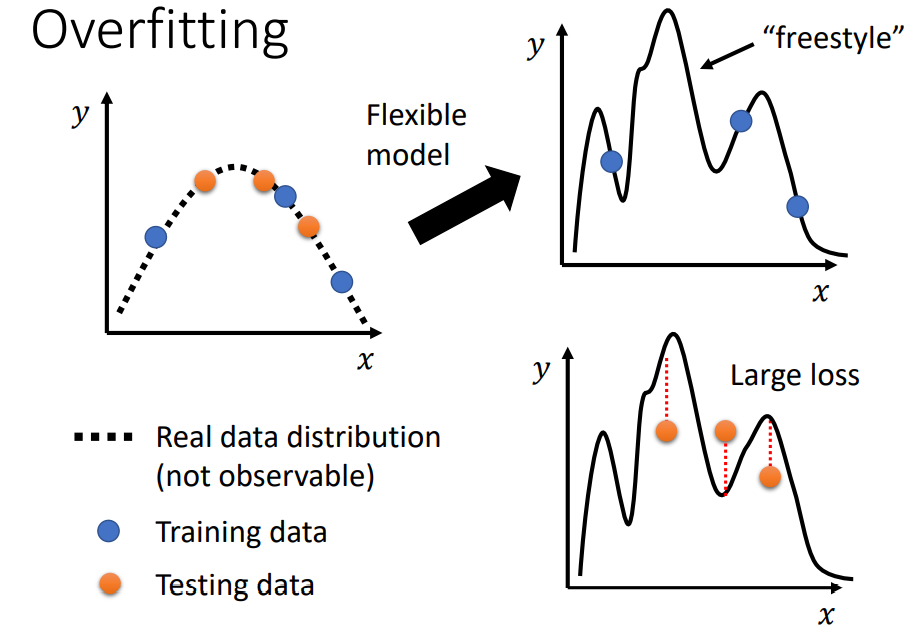 Overfitting
y
x
Flexible
model
y
"freestyle"
x
y
Large loss
x
Real data distribution
(not observable)
Training data
Testing data